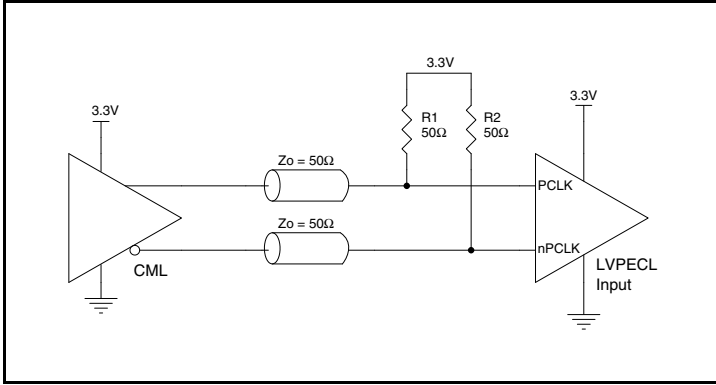 3.3V
3.3V
3.3V
R1
50Ω
R2
50Ω
Zo = 50Ω
PCLK
Zo = 50Ω
nPCLK
CML
LVPECL
Input